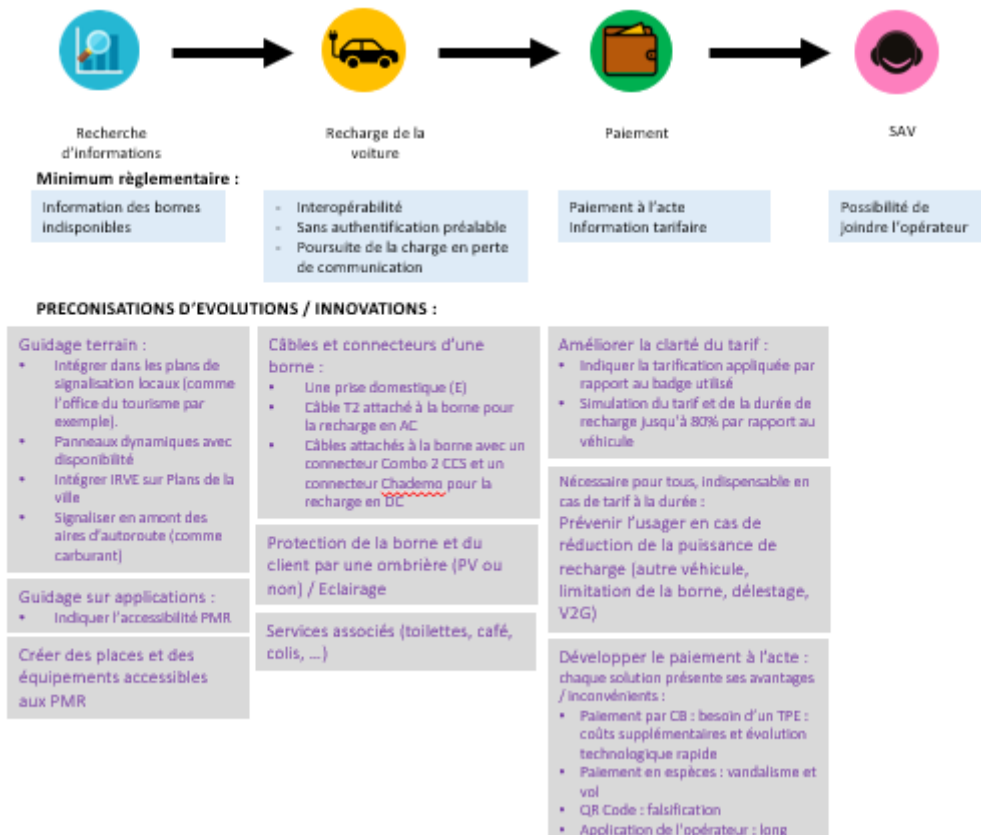 Recherche
d'informations
Recharge de la
voiture
Paiement
SAV
Minimum règlementaire :
Information des bornes
indisponibles
- Interopérabilité
- Sans authentification préalable
- Poursuite de la charge en perte
de communication
Paiement à l'acte
Information tarifaire
Possibilité de
joindre l'opérateur
PRECONISATIONS D'EVOLUTIONS / INNOVATIONS :
Guidage terrain :
• Intégrer dans les plans de
signalisation locaux (comme
l'office du tourisme par
exemple).
• Panneaux dynamiques avec
disponibilité
• Intégrer IRVE sur Plans de la
ville
• Signaliser en amont des
aires d'autoroute (comme
carburant)
Guidage sur applications :
• Indiquer l'accessibilité PMR
Créer des places et des
équipements accessibles
aux PMR
Câbles et connecteurs d'une
borne :
• Une prise domestique (E)
• Câble T2 attaché à la borne pour
la recharge en AC
• Câbles attachés à la borne avec un
connecteur Combo 2 CCS et un
connecteur Chademo pour la
recharge en DC
Protection de la borne et du
client par une ombrière (PV ou
non) / Eclairage
Services associés (toilettes, café,
colis, ...)
Améliorer la clarté du tarif :
• Indiquer la tarification appliquée par
rapport au badge utilisé
• Simulation du tarif et de la durée de
recharge jusqu'à 80% par rapport au
véhicule
Nécessaire pour tous, indispensable en
cas de tarif à la durée :
Prévenir l'usager en cas de
réduction de la puissance de
recharge (autre véhicule,
limitation de la borne, délestage,
V2G)
Développer le paiement à l'acte :
chaque solution présente ses avantages
/ inconvénients :
• Paiement par CB : besoin d'un TPE :
coûts supplémentaires et évolution
technologique rapide
• Paiement en espèces : vandalisme et
vol
• QR Code : falsification
• Application de l'opérateur : long